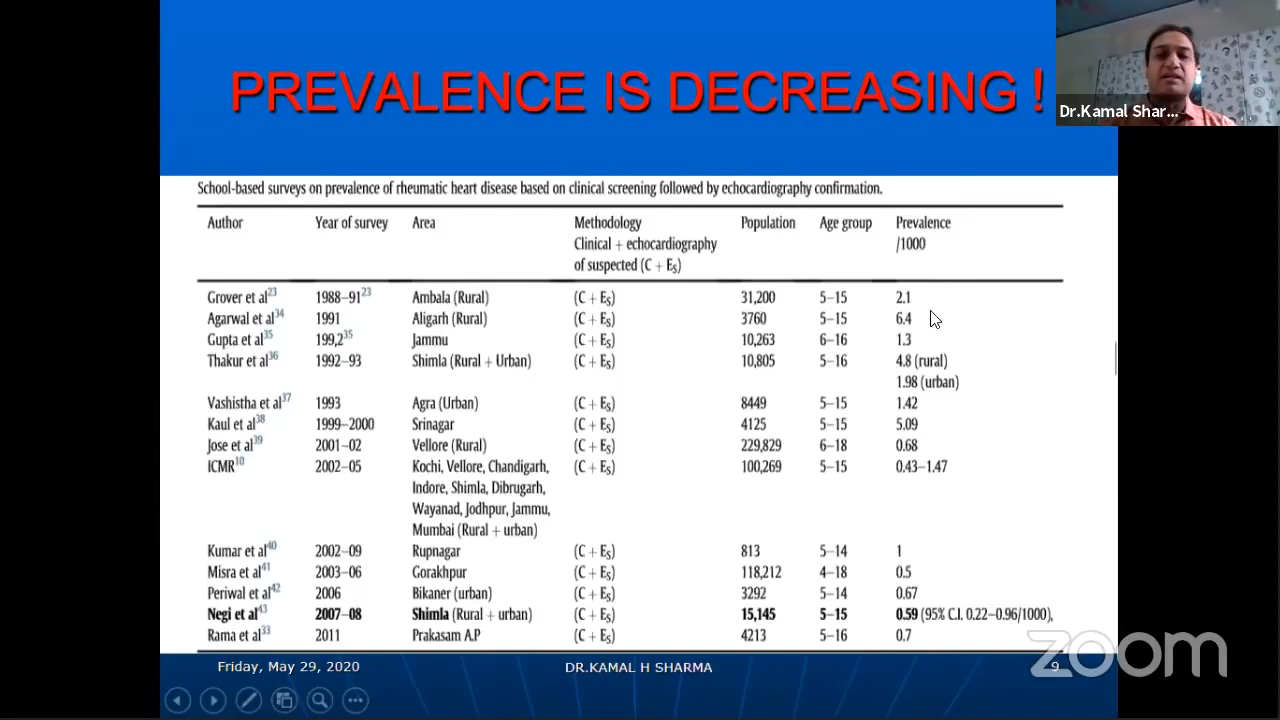 PREVALENCE IS DECREASING !
Dr.Kamal Shar...
School-based surveys on prevalence of rheumatic heart disease based on clinical screening followed by echocardiography confirmation.
Author Year of survey Area Methodology Population Age group Prevalence
Clinical + echocardiography /1000
of suspected (C + ES)
Grover et al23 1988–9123 Ambala (Rural) (C + ES) 31,200 5–15 2.1
Agarwal et al34 1991 Aligarh (Rural) (C + ES) 3760 5–15 6.4
Gupta et al35 199,235 Jammu (C + ES) 10,263 6–16 1.3
Thakur et al36 1992–93 Shimla (Rural + Urban) (C + ES) 10,805 5–16 4.8 (rural)
1.98 (urban)
Vashistha et al37 1993 Agra (Urban) (C + ES) 8449 5–15 1.42
Kaul et al38 1999–2000 Srinagar (C + ES) 4125 5–15 5.09
Jose et al39 2001–02 Vellore (Rural) (C + ES) 229,829 6–18 0.68
ICMR10 2002–05 Kochi, Vellore, Chandigarh, (C + ES) 100,269 5–15 0.43–1.47
Indore, Shimla, Dibrugarh,
Wayanad, Jodhpur, Jammu,
Mumbai (Rural + urban)
Kumar et al40 2002–09 Rupnagar (C + ES) 813 5–14 1
Misra et al41 2003–06 Gorakhpur (C + ES) 118,212 4–18 0.5
Periwal et al42 2006 Bikaner (urban) (C + ES) 3292 5–14 0.67
Negi et al43 2007–08 Shimla (Rural + urban) (C + ES) 15,145 5–15 0.59 (95% C.I. 0.22–0.96/1000),
Rama et al33 2011 Prakasam A.P (C + ES) 4213 5–16 0.7
Friday, May 29, 2020 DR.KAMAL H SHARMA 9
zoom